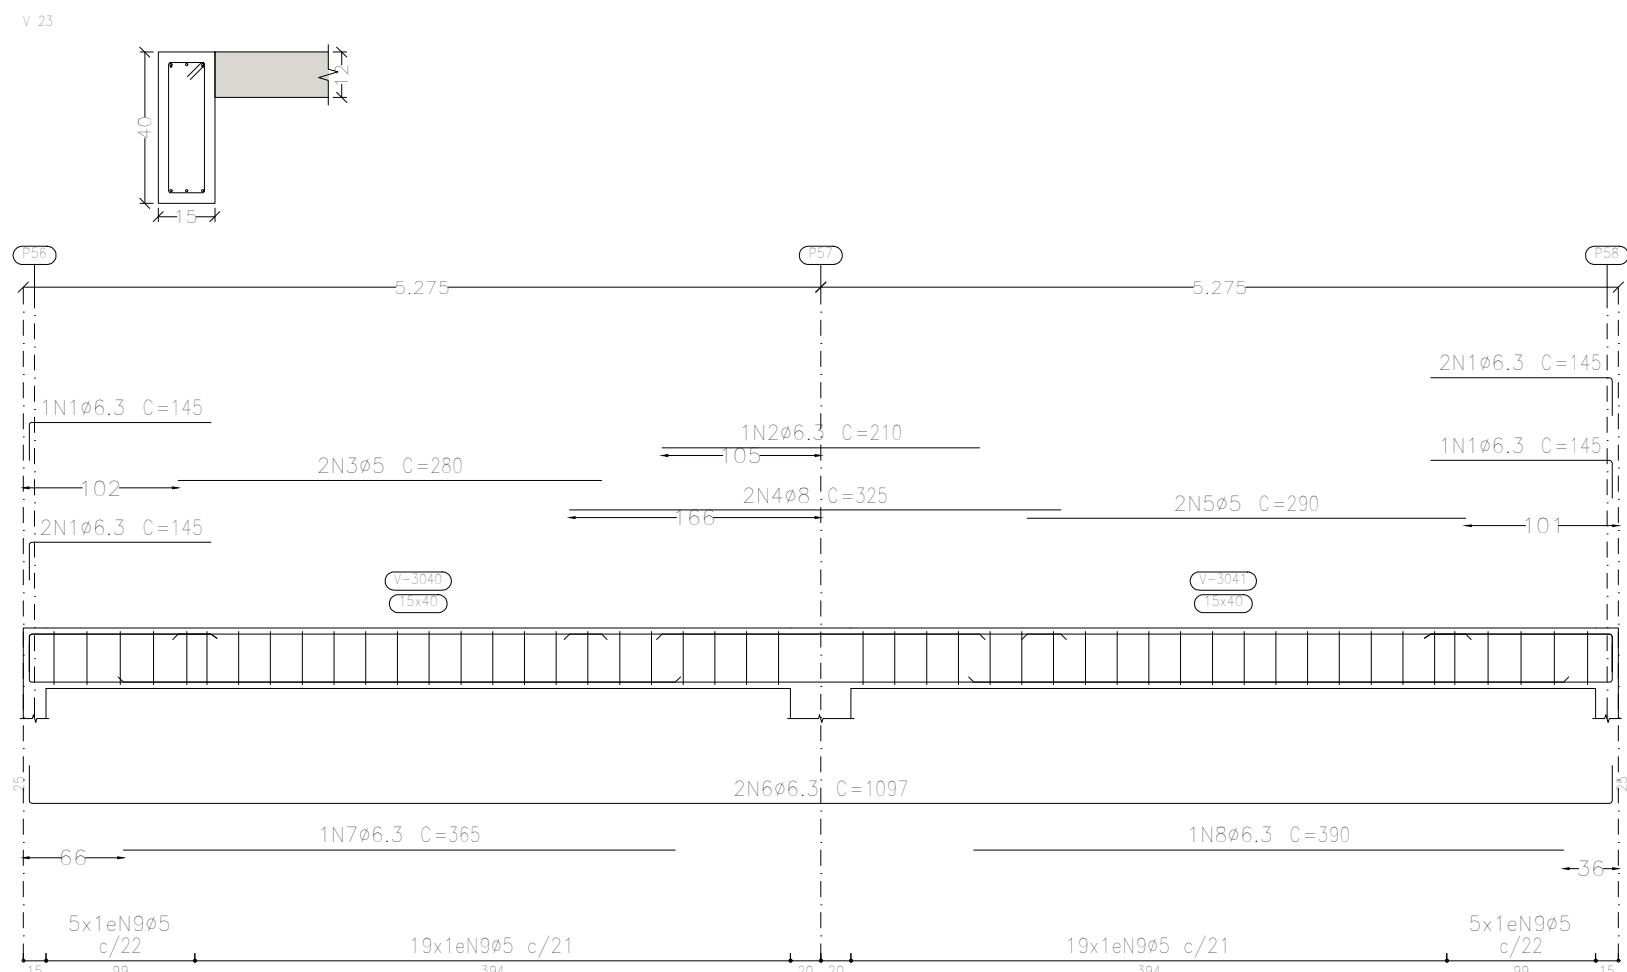 V 23
12
40
15
P56
P57
P58
5.275
5.275
2N1ø6.3 C=145
1N1ø6.3 C=145
1N2ø6.3 C=210
1N1ø6.3 C=145
105
2N3ø5 C=280
102
2N4ø8 C=325
2N5ø5 C=290
166
101
2N1ø6.3 C=145
V-3040
V-3041
15x40
15x40
25
2N6ø6.3 C=1097
25
1N7ø6.3 C=365
1N8ø6.3 C=390
66
36
5x1eN9ø5
c/22
19x1eN9ø5 c/21
19x1eN9ø5 c/21
5x1eN9ø5
c/22
15
99
394
20
20
394
99
15